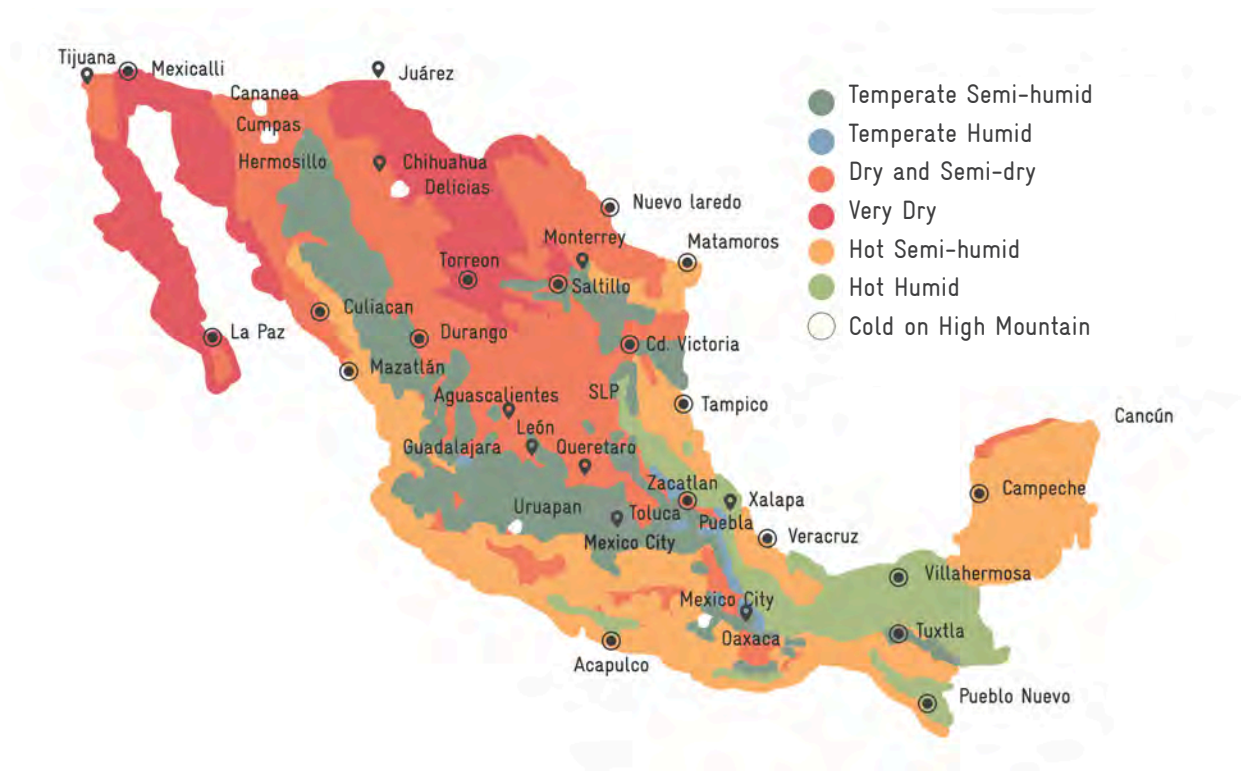 Tijuana
Mexicalli
Juárez
Cananea
Cumpas
Hermosillo
Chihuahua
Delicias
Nuevo laredo
Monterrey
Matamoros
Torreon
Saltillo
Culiacan
La Paz
Durango
Cd. Victoria
Mazatlán
Aguascalientes
SLP
Tampico
León
Guadalajara
Queretaro
Cancún
Zacatlan
Campeche
Xalapa
Uruapan
Toluca
Puebla
Mexico City
Veracruz
Villahermosa
Mexico City
Oaxaca
Tuxtla
Acapulco
Pueblo Nuevo
Temperate Semi-humid
Temperate Humid
Dry and Semi-dry
Very Dry
Hot Semi-humid
Hot Humid
Cold on High Mountain